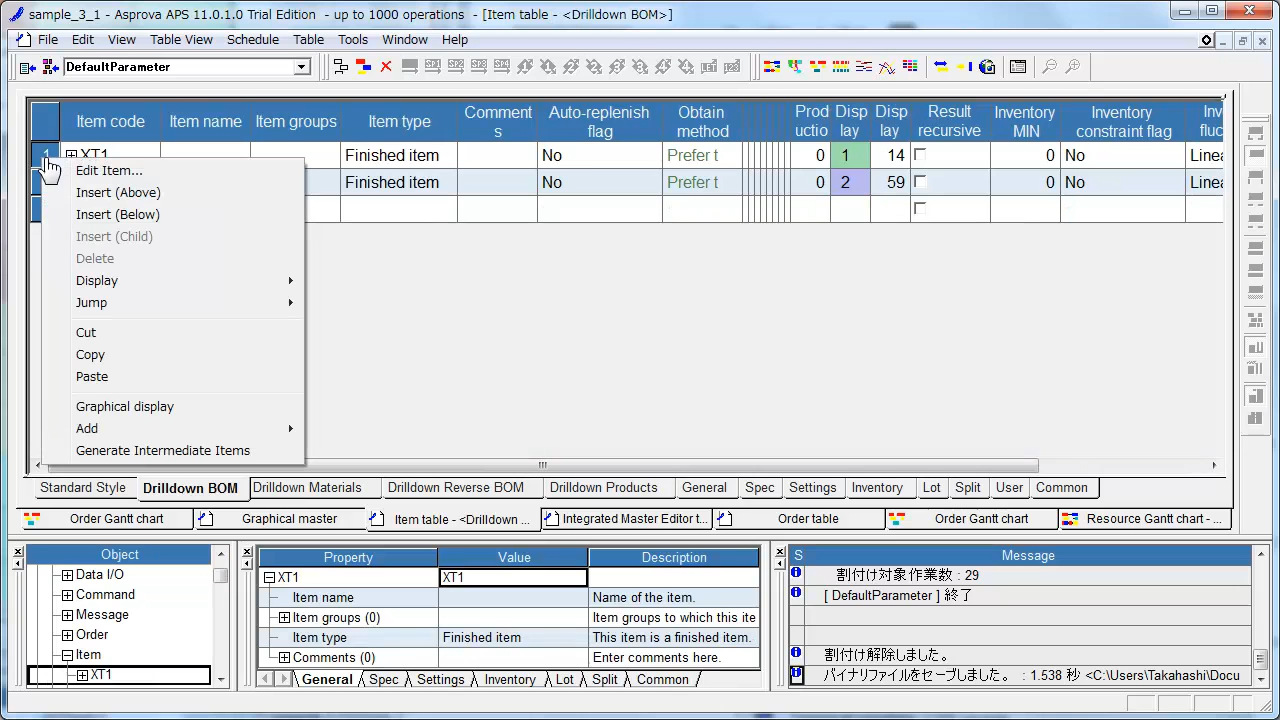 sample_3_1 - Asprova APS 11.0.1.0 Trial Edition - up to 1000 operations - [Item table - <Drilldown BOM>]
File Edit View Table View Schedule Table Tools Window Help
DefaultParameter
Item code Item name Item groups Item type Comment s Auto-replenish flag Obtain method Prod uctio Disp lay Disp lay Result recursive Inventory MIN Inventory constraint flag
1 XT1 Finished item No Prefer t 0 1 14 0 No
Finished item No Prefer t 0 2 59 0 No
Edit Item...
Insert (Above)
Insert (Below)
Insert (Child)
Delete
Display
Jump
Cut
Copy
Paste
Graphical display
Add
Generate Intermediate Items
Standard Style Drilldown BOM Drilldown Materials Drilldown Reverse BOM Drilldown Products General Spec Settings Inventory Lot Split User Common
Order Gantt chart Graphical master Item table - <Drilldown ... Integrated Master Editor t... Order table Order Gantt chart Resource Gantt chart - ...
Object
Data I/O
Command
Message
Order
Item
XT1
Property Value Description
XT1 XT1
Item name Name of the item.
Item groups (0) Item groups to which this ite
Item type Finished item This item is a finished item.
Comments (0) Enter comments here.
General Spec Settings Inventory Lot Split Common
S Message
割付け対象作業数 : 29
[ DefaultParameter ] 終了
割付け解除しました。
バイナリファイルをセーブしました。 : 1.538 秒 <C:\Users\Takahashi\Docu